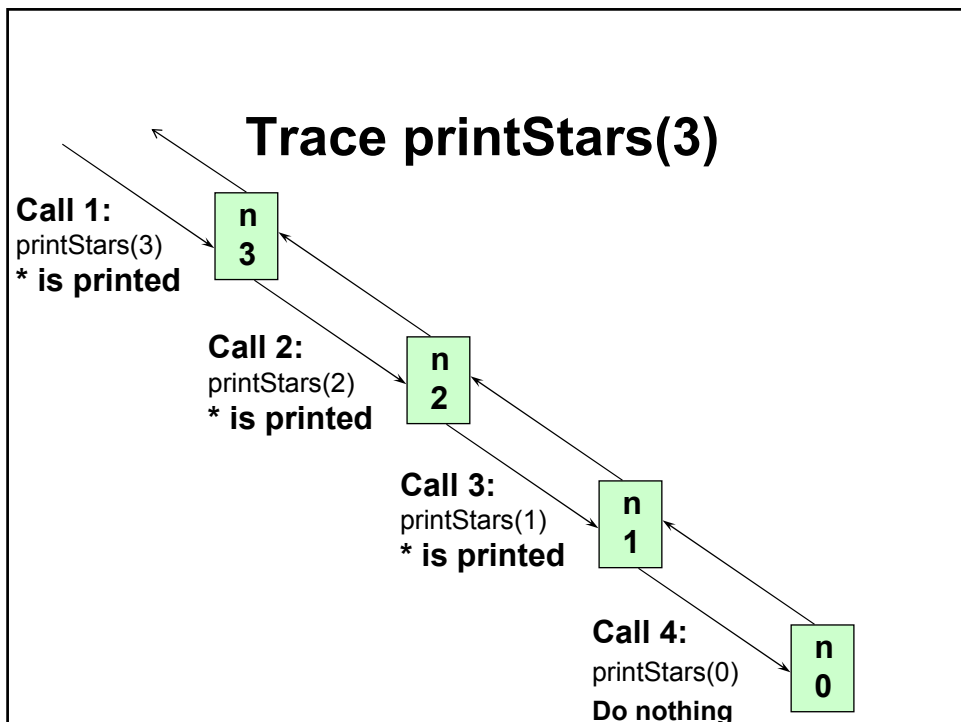 Trace printStars(3)
Call 1:
printStars(3)
* is printed
n
3
Call 2:
printStars(2)
* is printed
n
2
Call 3:
printStars(1)
* is printed
n
1
Call 4:
printStars(0)
Do nothing
n
0